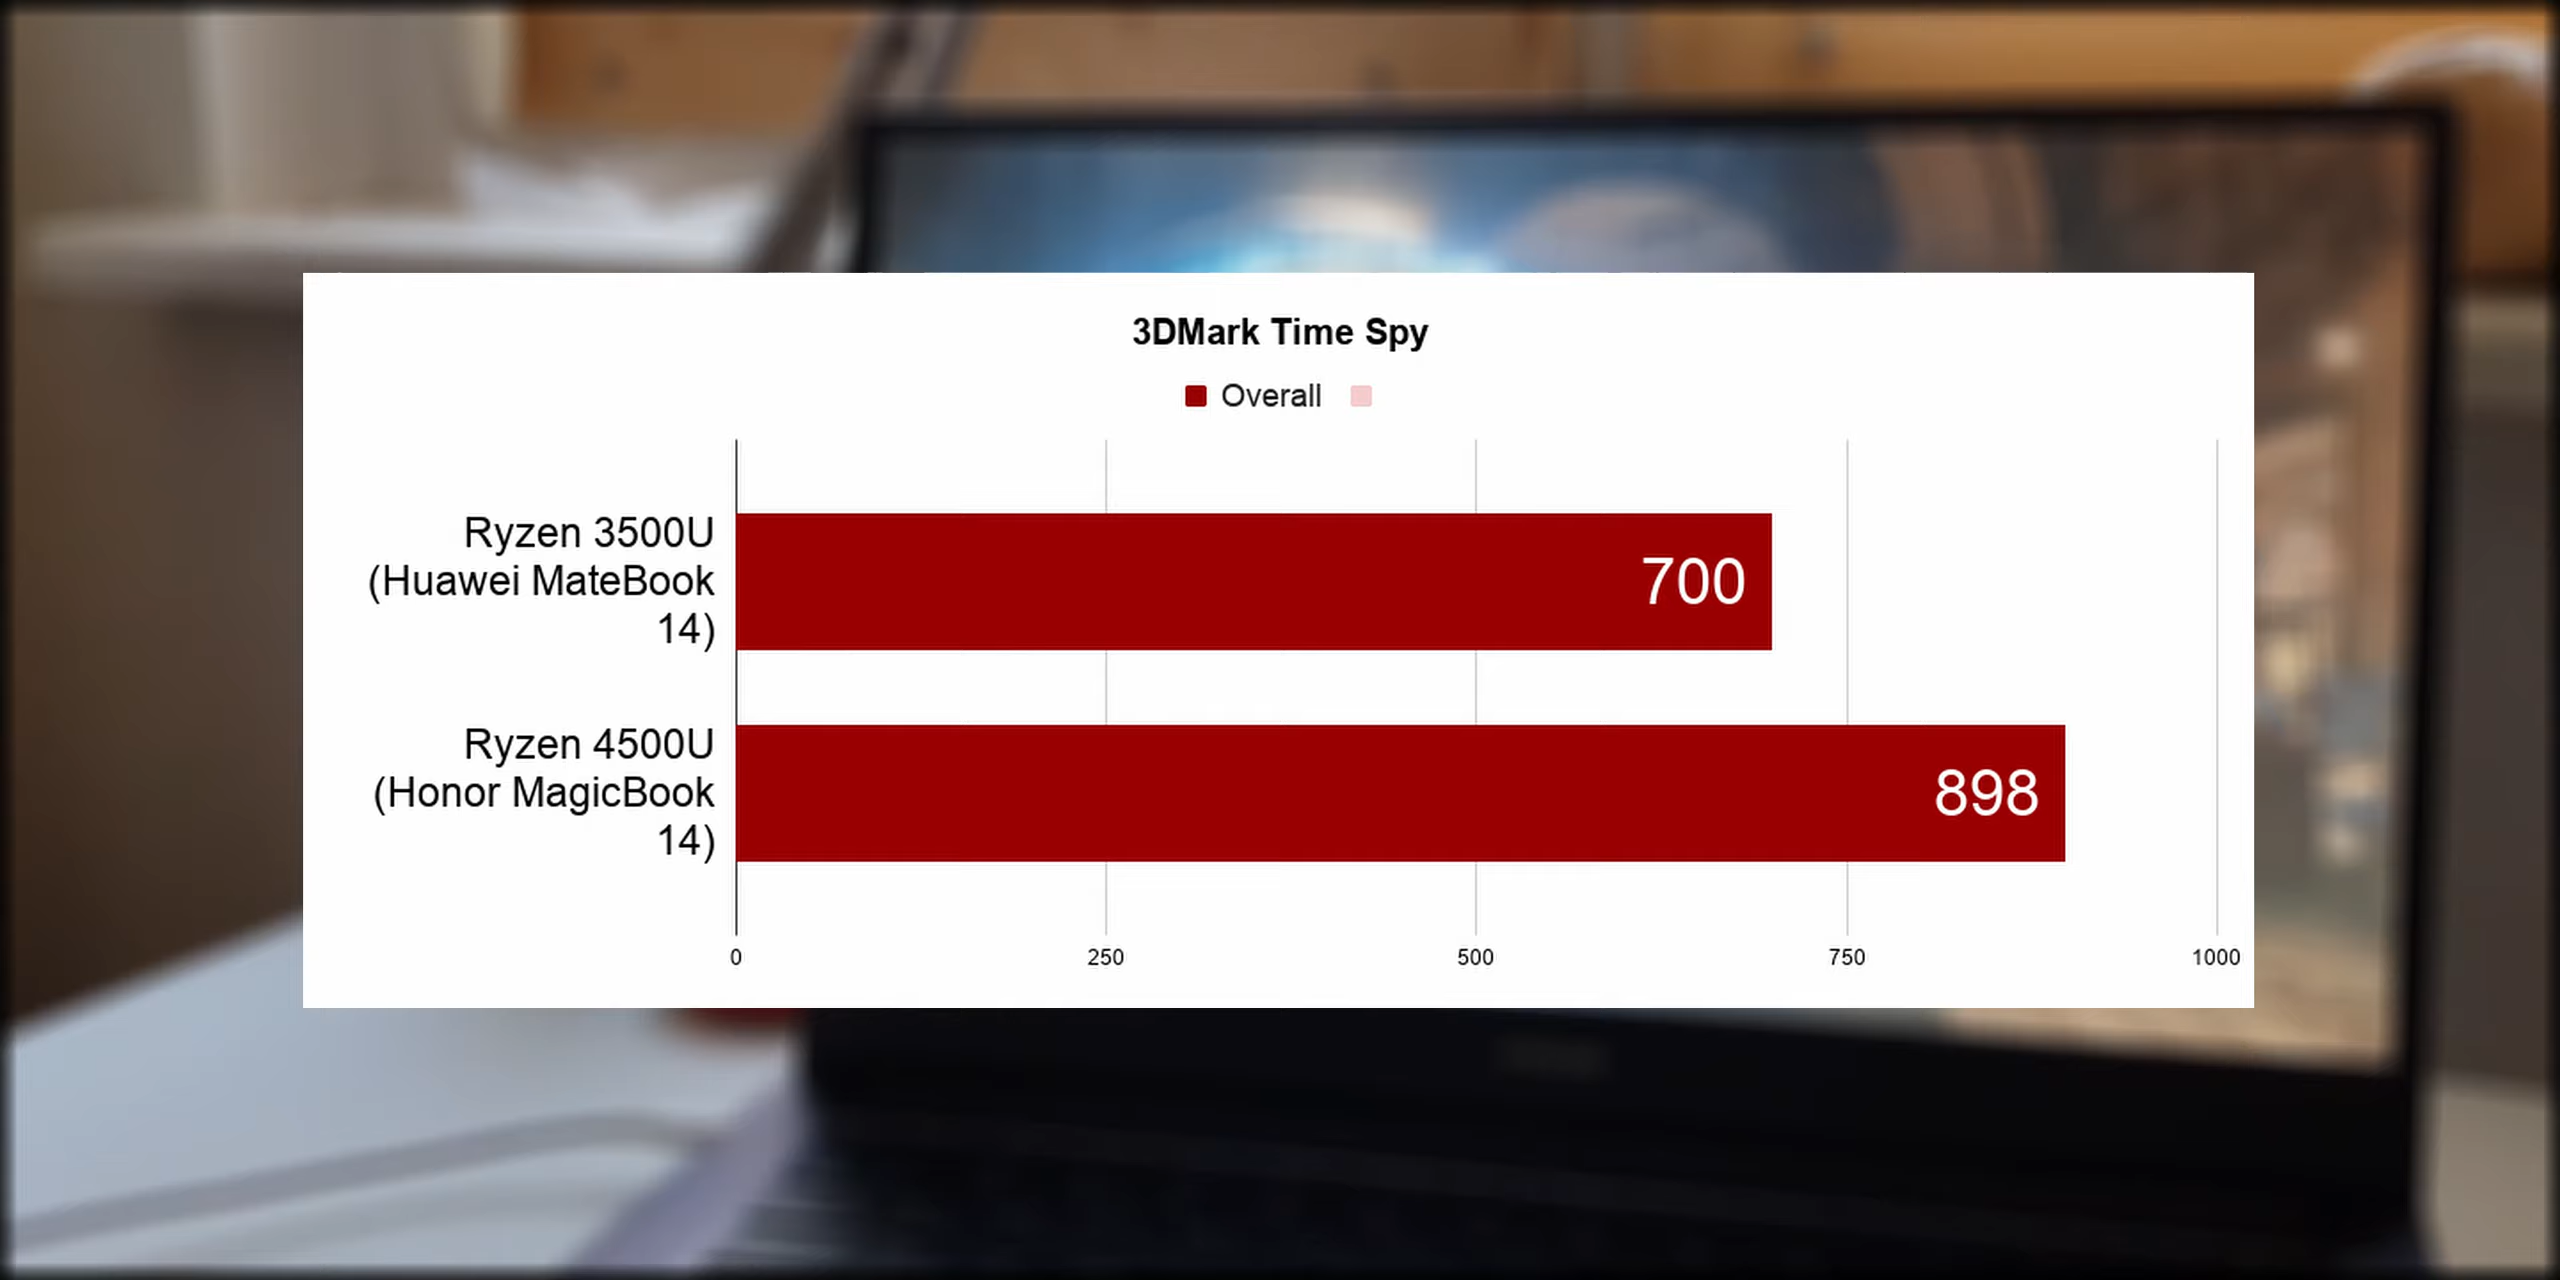 3DMark Time Spy
Overall
Ryzen 3500U
(Huawei MateBook
14)
700
Ryzen 4500U
(Honor MagicBook
14)
898
0 250 500 750 1000